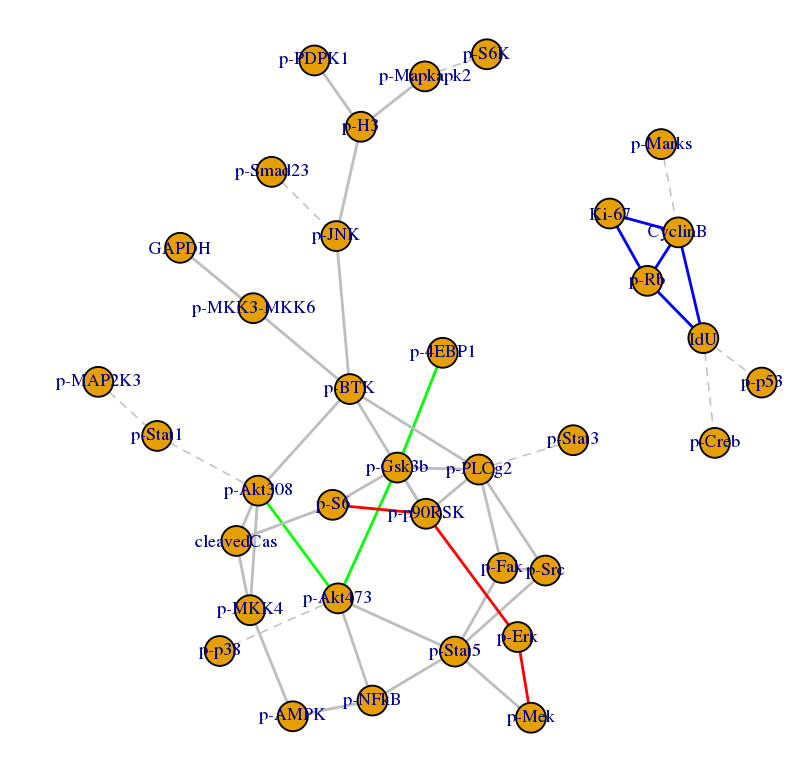 p-S6K
p-PDPK1
p-Mapkapk2
p-H3
p-Marks
p-Smad23
Ki-67
CyclinB
p-JNK
GAPDH
p-Rb
p-MKK3-MKK6
IdU
p-4EBP1
p-MAP2K3
p-p53
p-BTK
p-Stat1
p-Stat3
p-Creb
p-Gsk3b
p-PLCg2
p-Akt308
p-S6
p-p90RSK
cleavedCas
p-Fak
p-Src
p-Akt473
p-MKK4
p-Erk
p-p38
p-Stat5
p-NFkB
p-AMPK
p-Mek